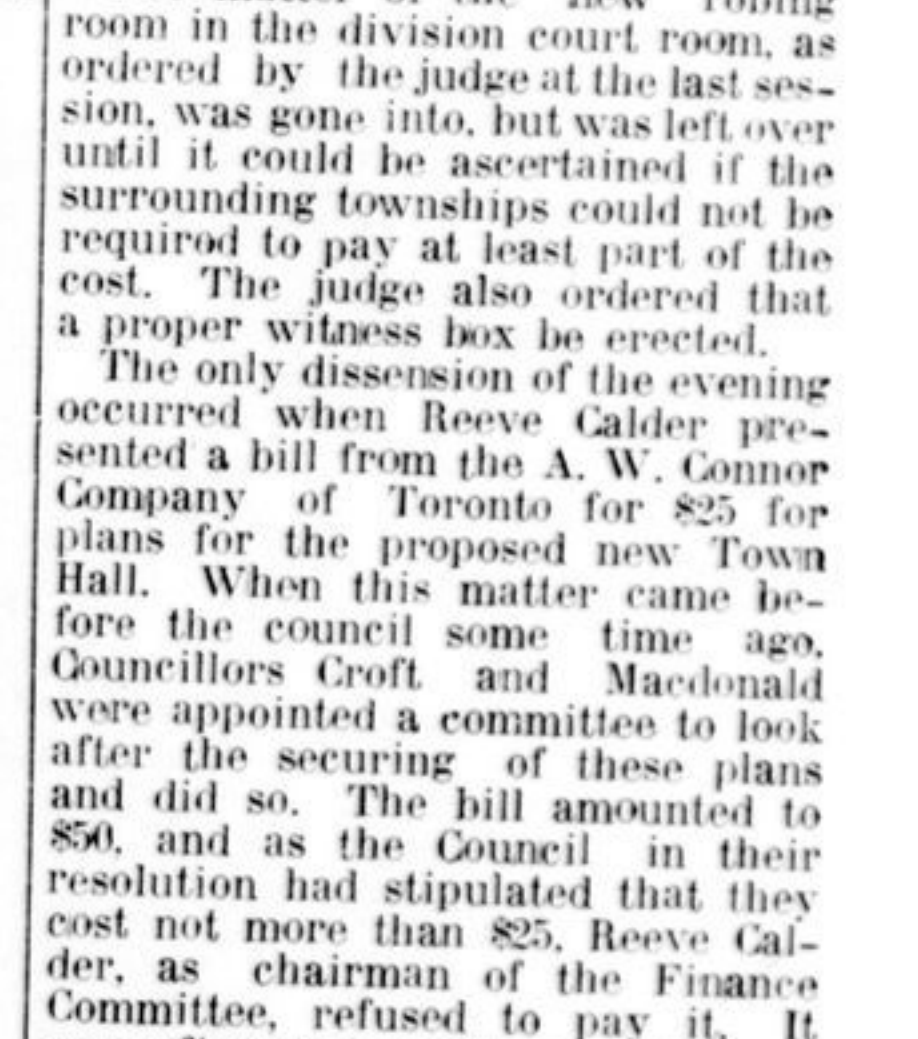 new robing
room in the division court room, as
ordered by the judge at the last ses-
sion, was gone into, but was left over
until it could be ascertained if the
surrounding townships could not be
required to pay at least part of the
cost. The judge also ordered that
a proper witness box be erected.
The only dissension of the evening
occurred when Reeve Calder pre-
sented a bill from the A. W. Connor
Company of Toronto for $25 for
plans for the proposed new Town
Hall. When this matter came be-
fore the council some time ago,
Councillors Croft and Macdonald
were appointed a committee to look
after the securing of these plans
and did so. The bill amounted to
$50, and as the Council in their
resolution had stipulated that they
cost not more than $25, Reeve Cal-
der, as chairman of the Finance
Committee, refused to pay it. It